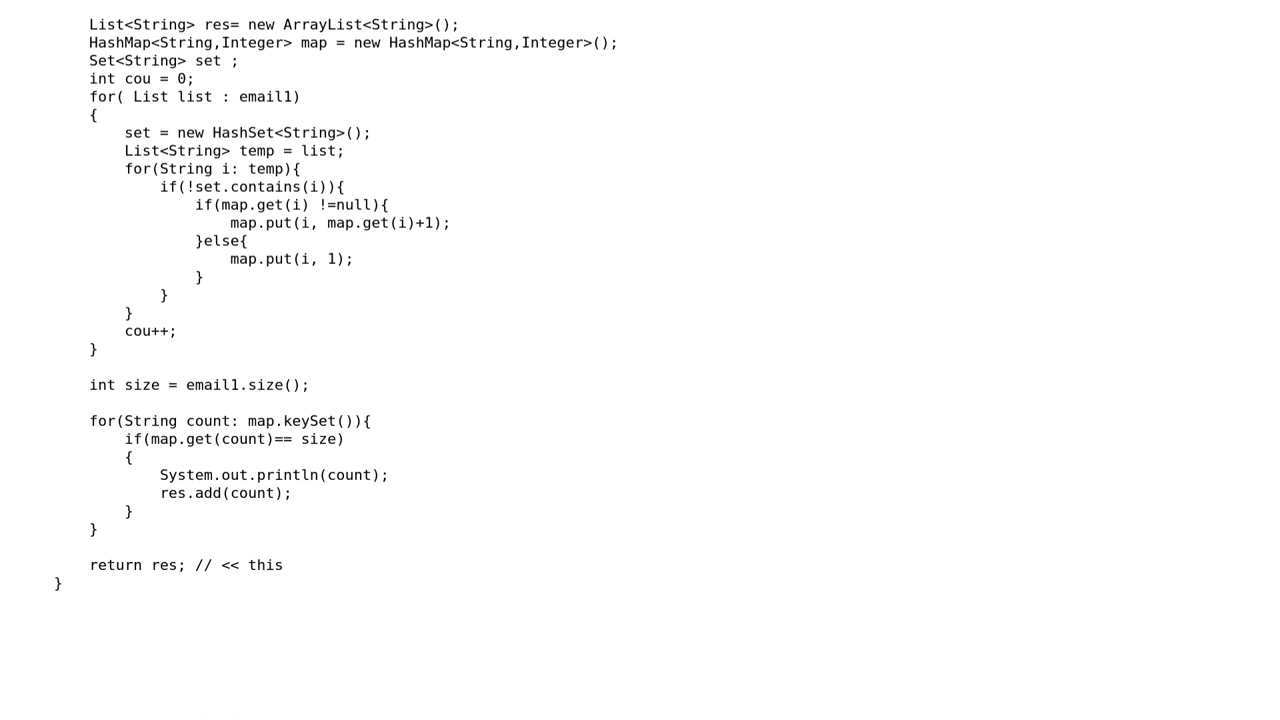 List<String> res= new ArrayList<String>();
HashMap<String,Integer> map = new HashMap<String,Integer>();
Set<String> set ;
int cou = 0;
for( List list : email1)
{
set = new HashSet<String>();
List<String> temp = list;
for(String i: temp){
if(!set.contains(i)){
if(map.get(i) !=null){
map.put(i, map.get(i)+1);
}else{
map.put(i, 1);
}
}
}
cou++;
}
int size = email1.size();
for(String count: map.keySet()){
if(map.get(count)== size)
{
System.out.println(count);
res.add(count);
}
}
return res; // << this
}